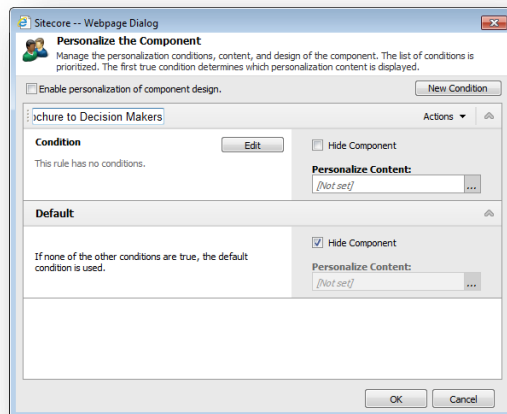 Sitecore -- Webpage Dialog
Personalize the Component
Manage the personalization conditions, content, and design of the component. The list of conditions is
prioritized. The first true condition determines which personalization content is displayed.
Enable personalization of component design.
New Condition
to Decision Makers
Actions
Condition
Edit
Hide Component
This rule has no conditions.
Personalize Content:
[Not set]
...
Default
Hide Component
If none of the other conditions are true, the default
condition is used.
Personalize Content:
[Not set]
...
OK
Cancel